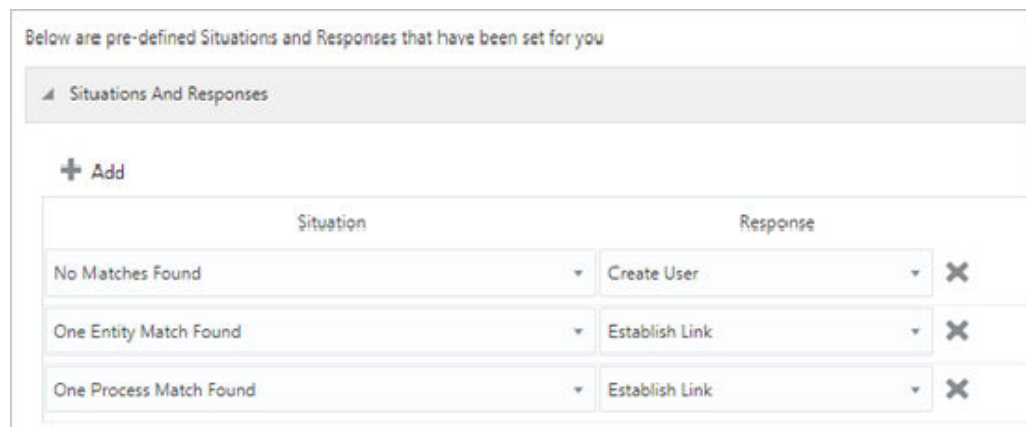 Below are pre-defined Situations and Responses that have been set for you
Situations And Responses
Add
Situation Response
No Matches Found Create User
One Entity Match Found Establish Link
One Process Match Found Establish Link